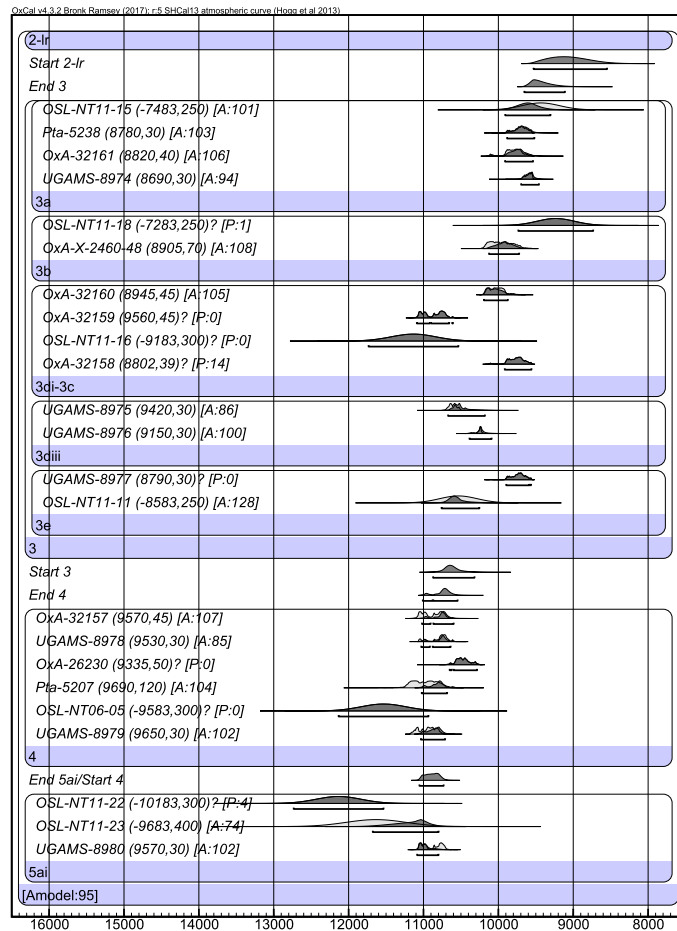 OxCal v4.3.2 Bronk Ramsey (2017); r:5 SHCal13 atmospheric curve (Hogg et al 2013)
2-lr
Start 2-lr
End 3
OSL-NT11-15 (-7483,250) [A:101]
Pta-5238 (8780,30) [A:103]
OxA-32161 (8820,40) [A:106]
UGAMS-8974 (8690,30) [A:94]
3a
OSL-NT11-18 (-7283,250)? [P:1]
OxA-X-2460-48 (8905,70) [A:108]
3b
OxA-32160 (8945,45) [A:105]
OxA-32159 (9560,45)? [P:0]
OSL-NT11-16 (-9183,300)? [P:0]
OxA-32158 (8802,39)? [P:14]
3di-3c
UGAMS-8975 (9420,30) [A:86]
UGAMS-8976 (9150,30) [A:100]
3diii
UGAMS-8977 (8790,30)? [P:0]
OSL-NT11-11 (-8583,250) [A:128]
3e
3
Start 3
End 4
OxA-32157 (9570,45) [A:107]
UGAMS-8978 (9530,30) [A:85]
OxA-26230 (9335,50)? [P:0]
Pta-5207 (9690,120) [A:104]
OSL-NT06-05 (-9583,300)? [P:0]
UGAMS-8979 (9650,30) [A:102]
4
End 5ai/Start 4
OSL-NT11-22 (-10183,300)? [P:4]
OSL-NT11-23 (-9683,400) [A:74]
UGAMS-8980 (9570,30) [A:102]
5ai
[Amodel:95]
16000 15000 14000 13000 12000 11000 10000 9000 8000